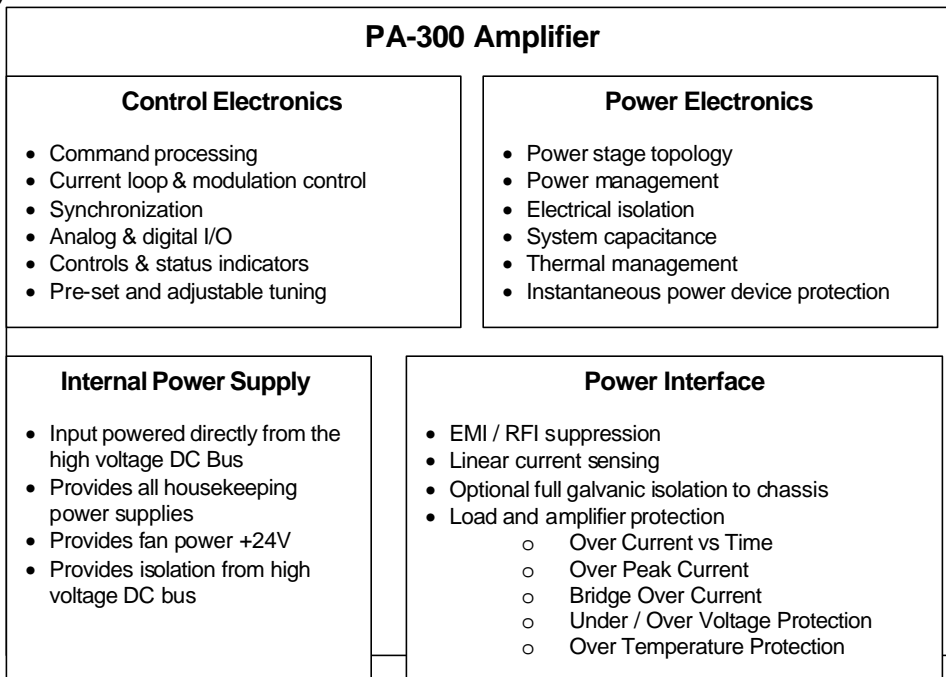 PA-300 Amplifier
Control Electronics
• Command processing
• Current loop & modulation control
• Synchronization
• Analog & digital I/O
• Controls & status indicators
• Pre-set and adjustable tuning
Power Electronics
• Power stage topology
• Power management
• Electrical isolation
• System capacitance
• Thermal management
• Instantaneous power device protection
Internal Power Supply
• Input powered directly from the
high voltage DC Bus
• Provides all housekeeping
power supplies
• Provides fan power +24V
• Provides isolation from high
voltage DC bus
Power Interface
• EMI / RFI suppression
• Linear current sensing
• Optional full galvanic isolation to chassis
• Load and amplifier protection
o Over Current vs Time
o Over Peak Current
o Bridge Over Current
o Under / Over Voltage Protection
o Over Temperature Protection